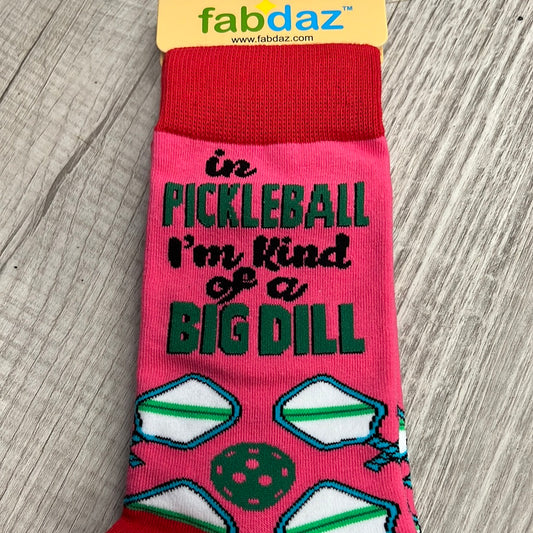 fabdaz™
www.fabdaz.com
in
PICKLEBALL
I'm Kind
of a
BIG DILL